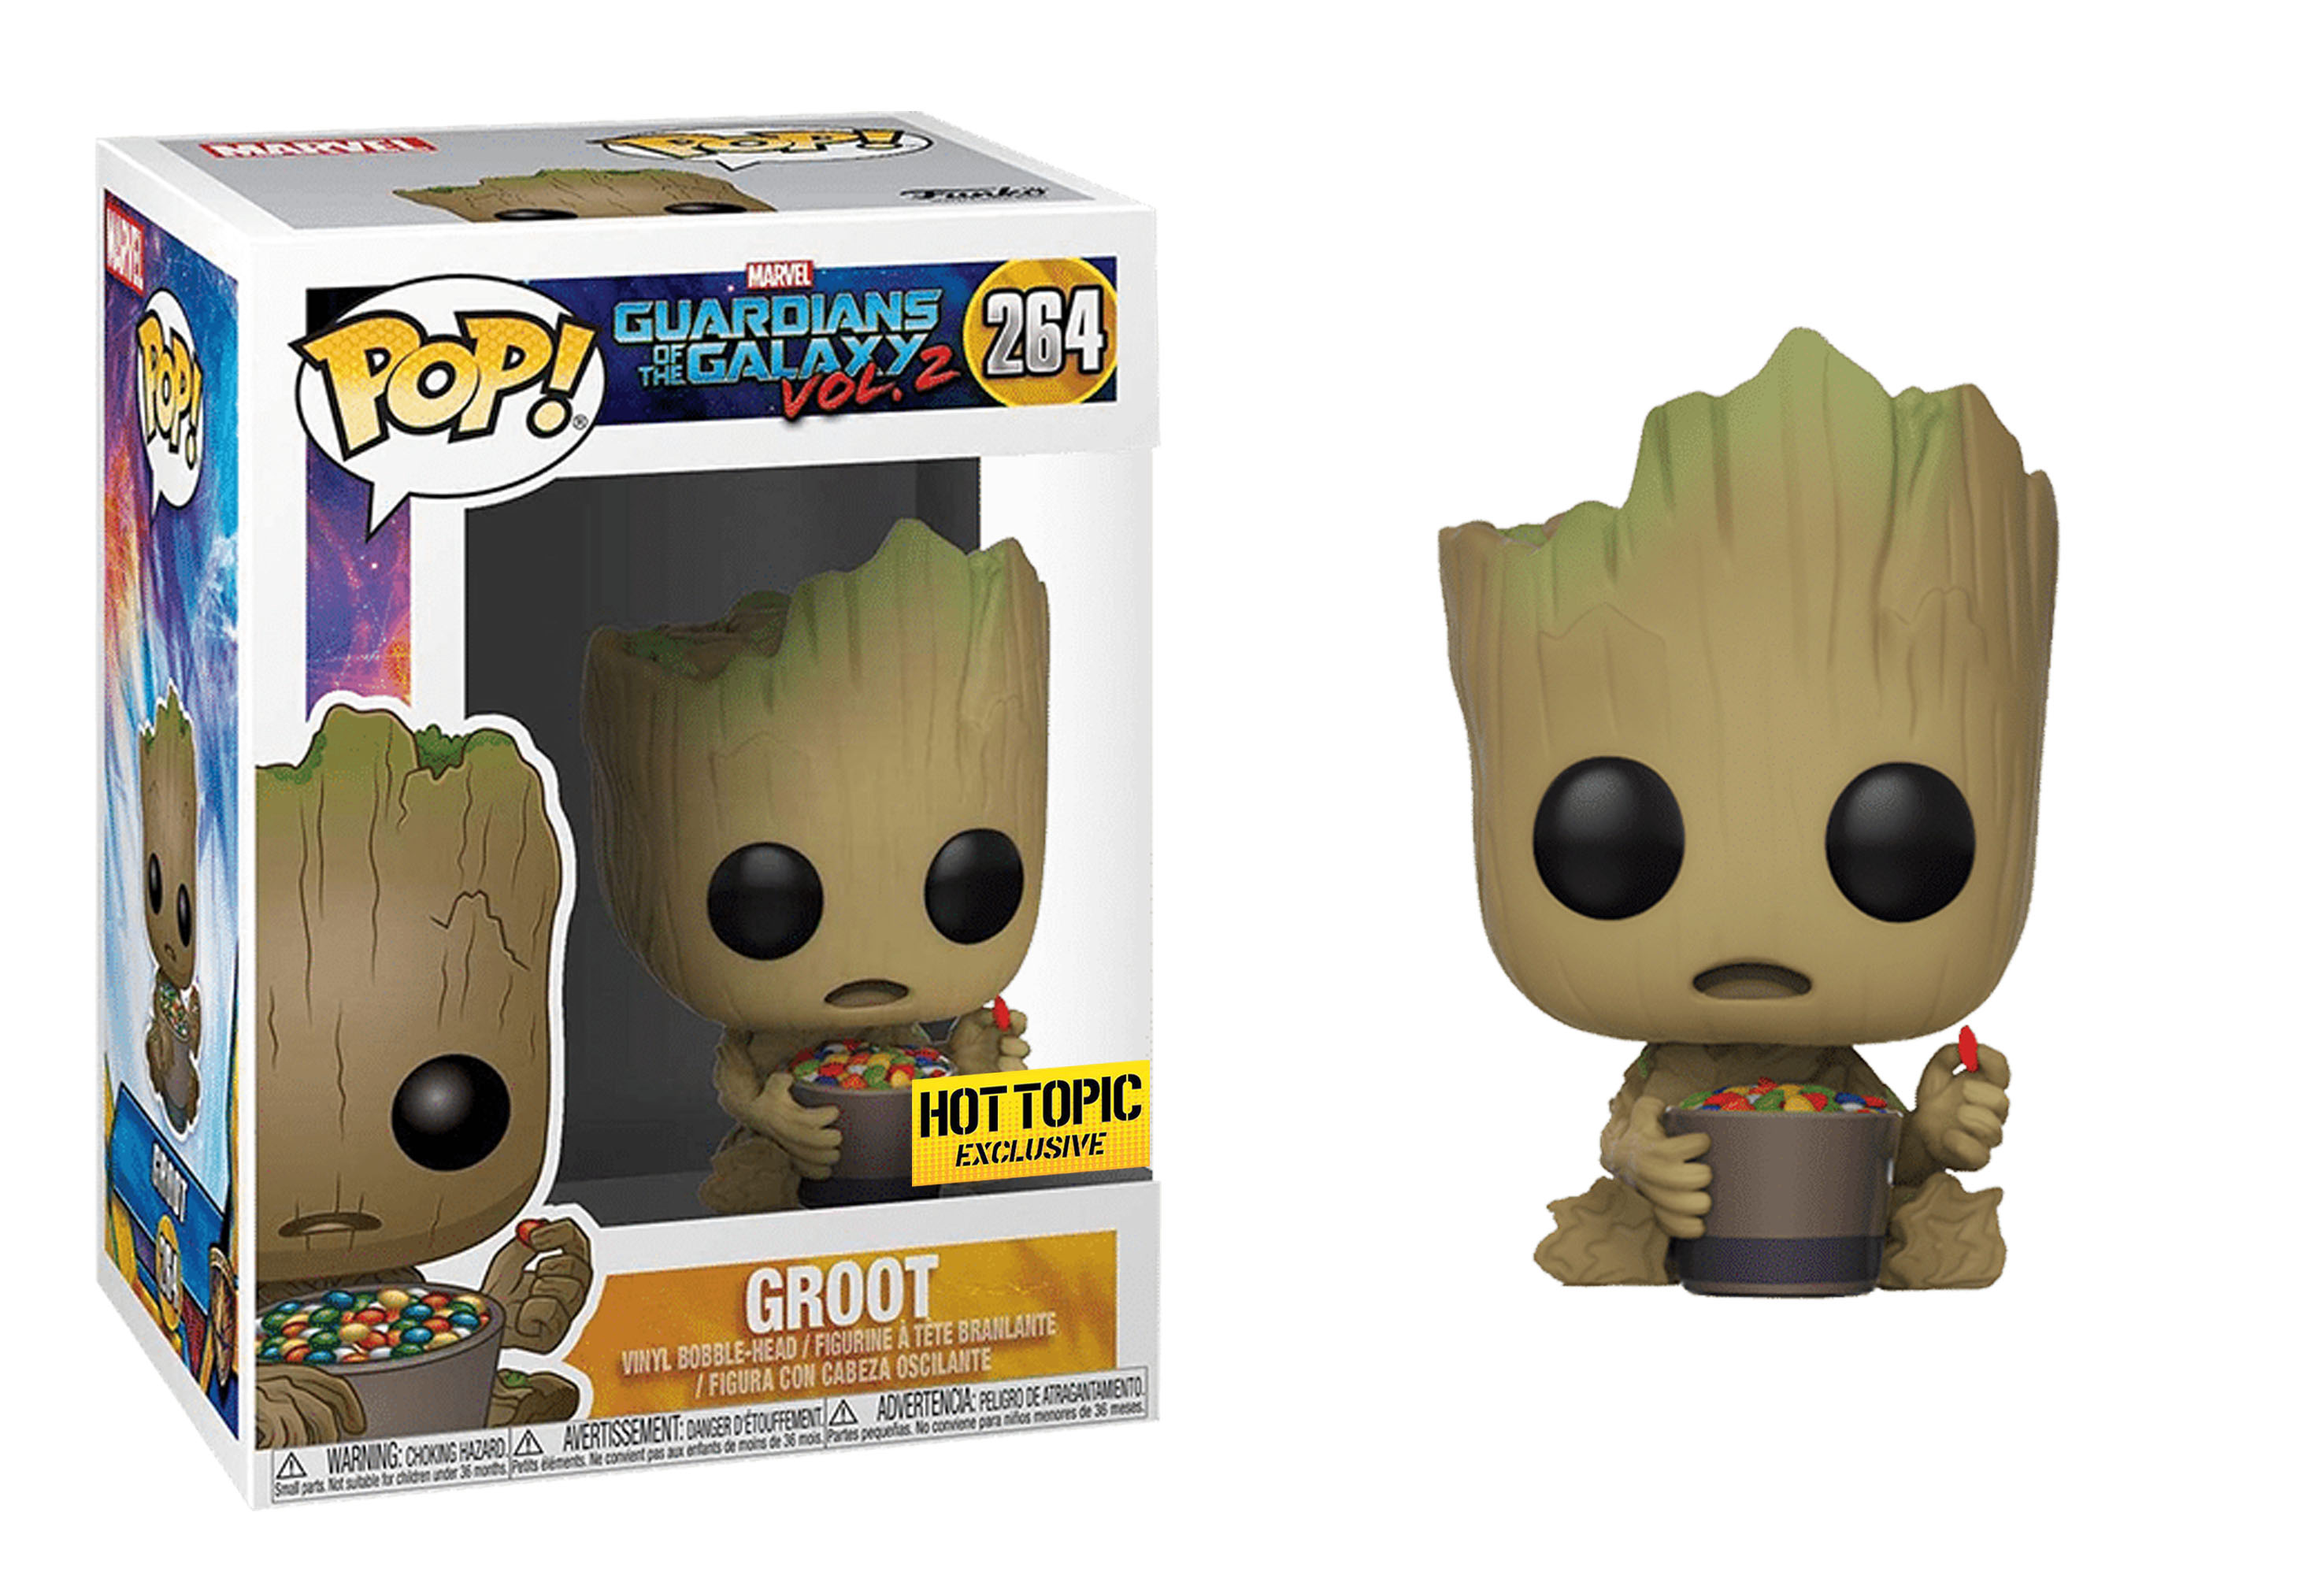 MARVEL
POP!
Funko
MARVEL
POP!
GROOT
264
POP!®
MARVEL
GUARDIANS
OF THE GALAXY
VOL. 2
264
HOT TOPIC
EXCLUSIVE
GROOT
VINYL BOBBLE-HEAD / FIGURINE À TÊTE BRANLANTE
/ FIGURA CON CABEZA OSCILANTE
⚠ WARNING: CHOKING HAZARD.
Small parts. Not suitable for children under 36 months.
⚠ AVERTISSEMENT: DANGER D'ÉTOUFFEMENT.
Petits éléments. Ne convient pas aux enfants de moins de 36 mois.
⚠ ADVERTENCIA: PELIGRO DE ATRAGANTAMIENTO.
Partes pequeñas. No conviene para niños menores de 36 meses.